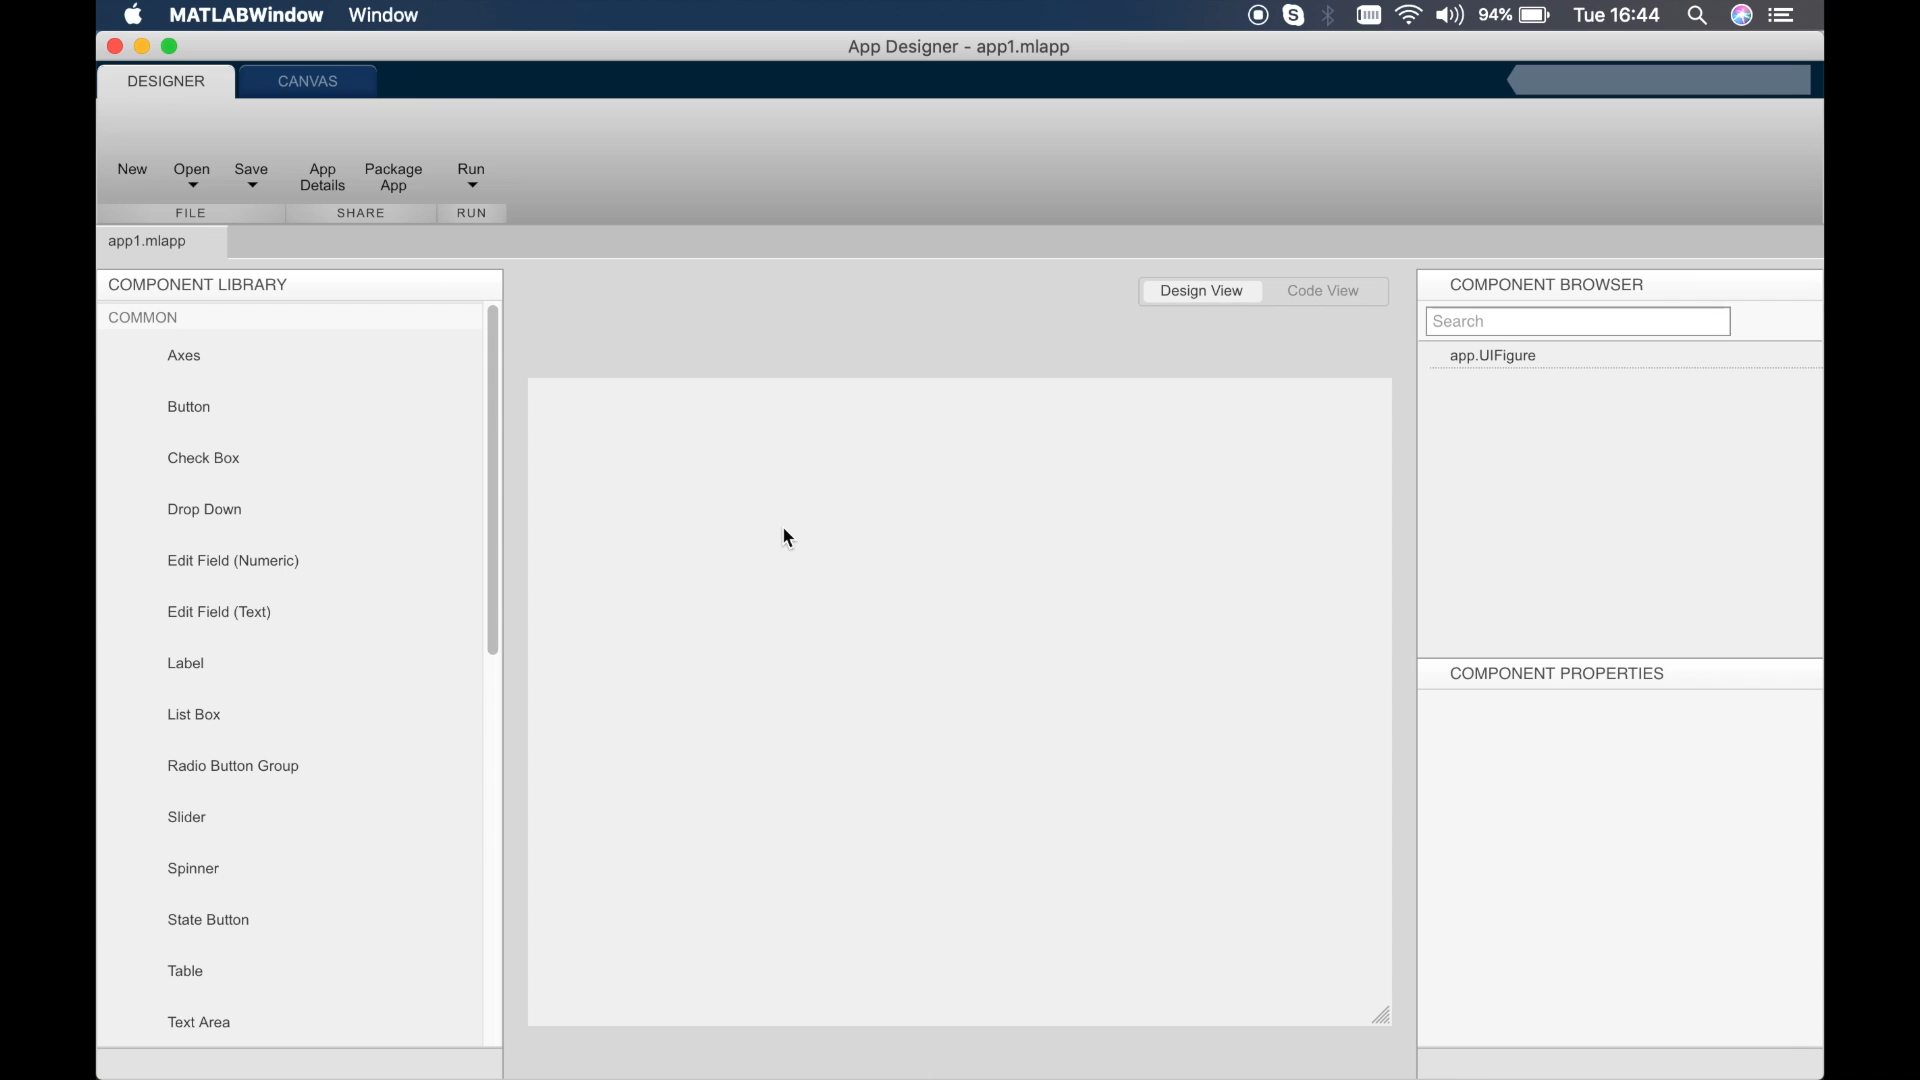 MATLABWindow Window 94% Tue 16:44
App Designer - app1.mlapp
DESIGNER CANVAS
New Open Save App Details Package App Run
FILE SHARE RUN
app1.mlapp
COMPONENT LIBRARY
COMMON
Axes
Button
Check Box
Drop Down
Edit Field (Numeric)
Edit Field (Text)
Label
List Box
Radio Button Group
Slider
Spinner
State Button
Table
Text Area
Design View Code View
COMPONENT BROWSER
Search
app.UIFigure
COMPONENT PROPERTIES